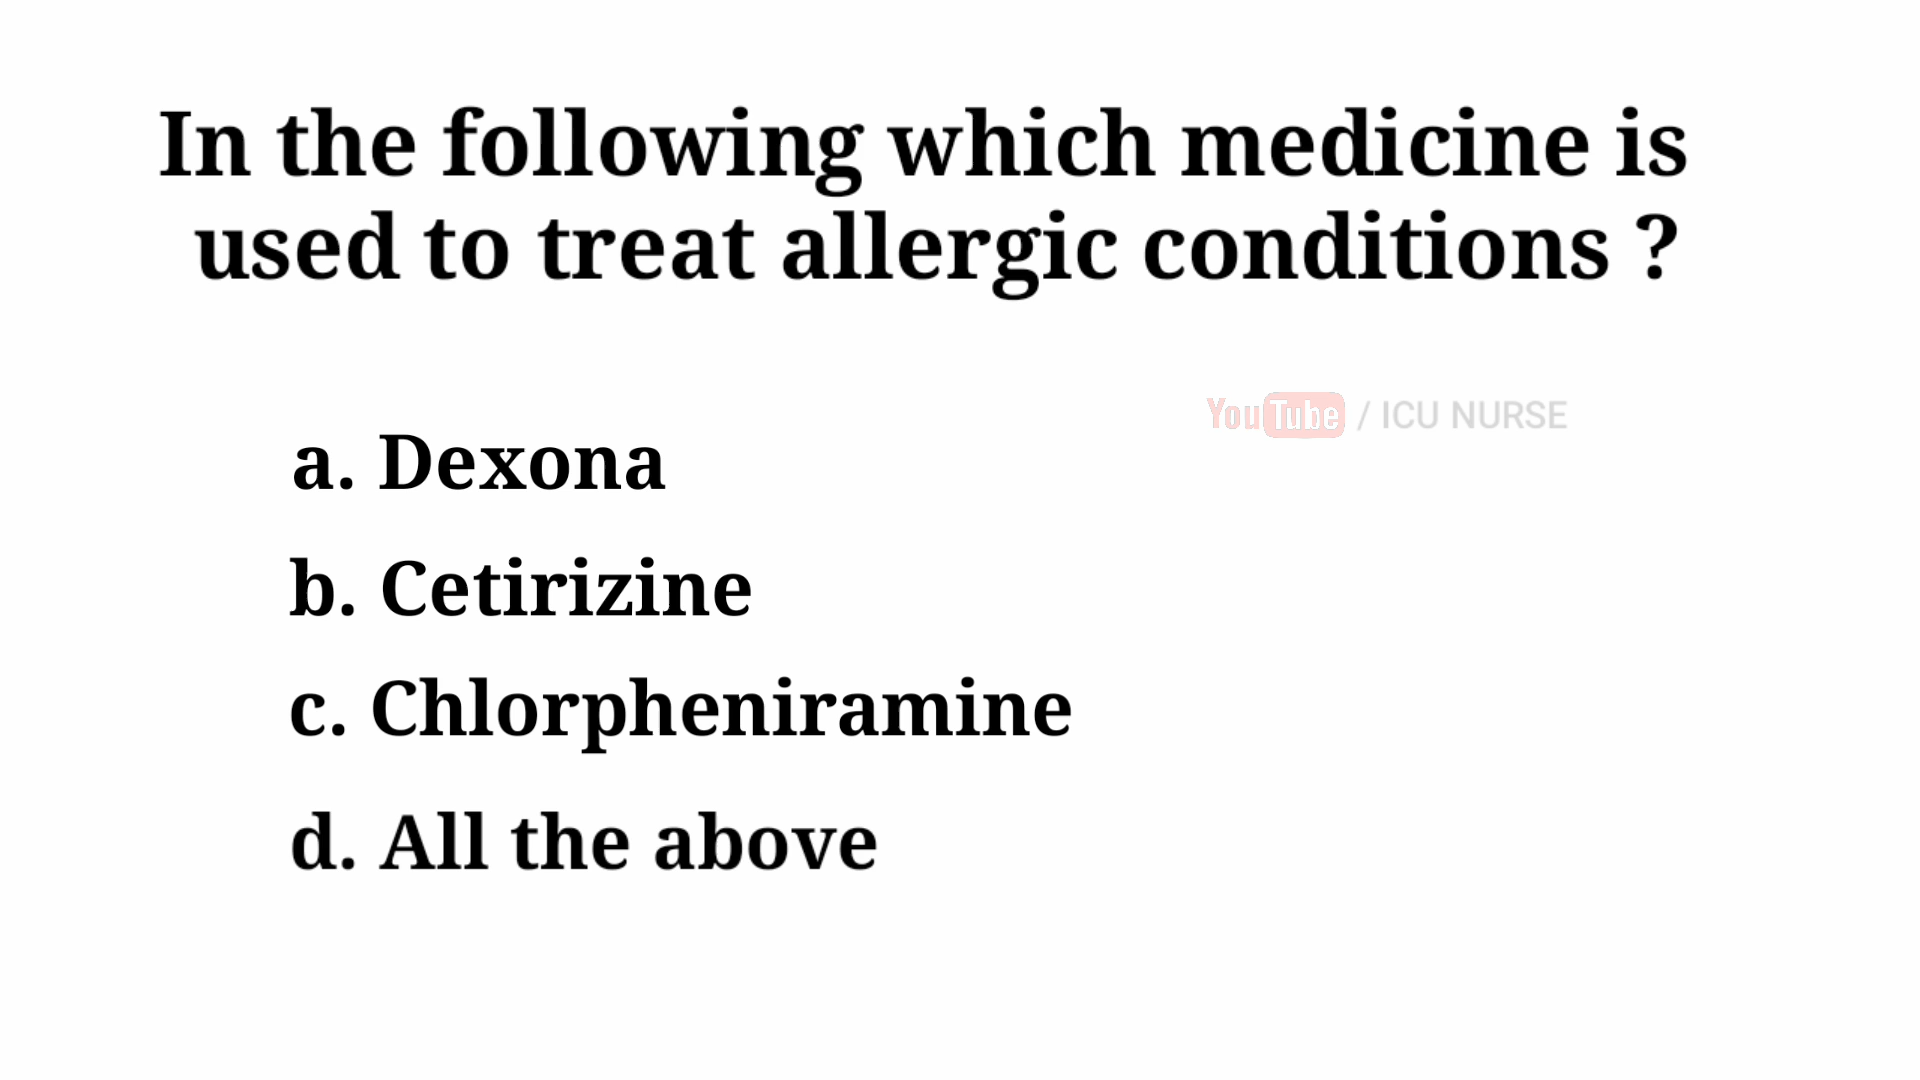 In the following which medicine is
used to treat allergic conditions ?
YouTube / ICU NURSE
a. Dexona
b. Cetirizine
c. Chlorpheniramine
d. All the above